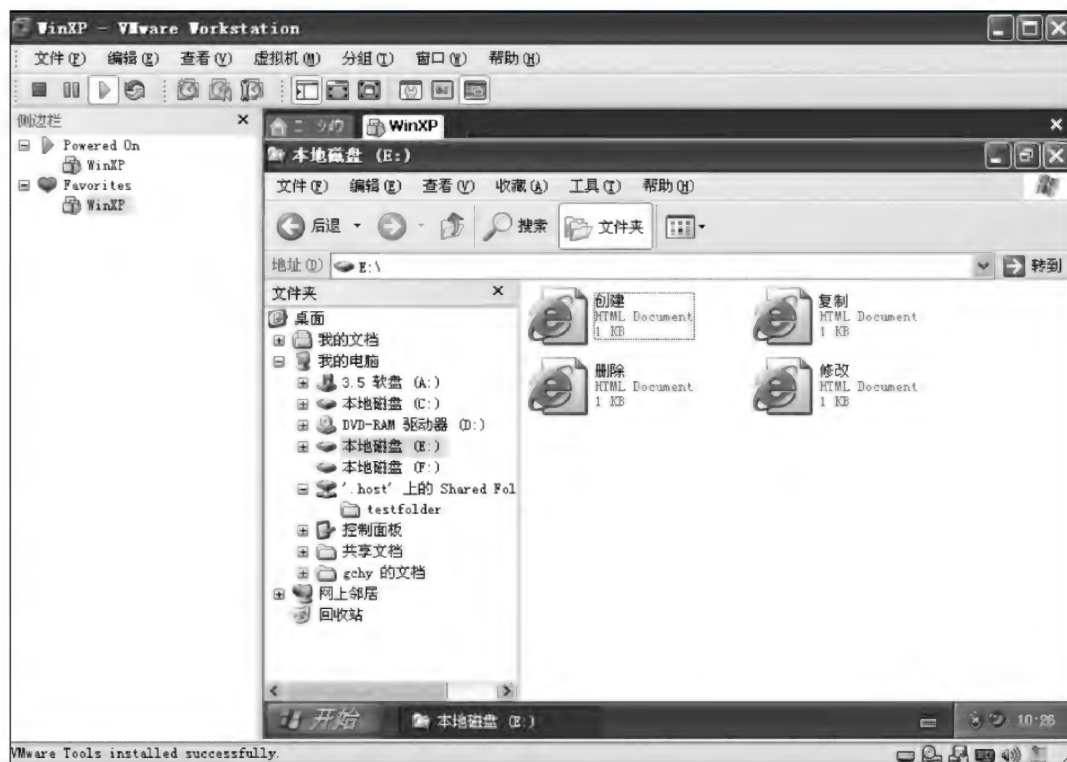 WinXP - VMware Workstation
文件(F) 编辑(E) 查看(V) 虚拟机(M) 分组(T) 窗口(W) 帮助(H)
侧边栏
Powered On
WinXP
Favorites
WinXP
WinXP
本地磁盘 (E:)
文件(F) 编辑(E) 查看(V) 收藏(A) 工具(T) 帮助(H)
后退 搜索 文件夹
地址(D) E:\ 转到
文件夹
桌面
我的文档
我的电脑
3.5 软盘 (A:)
本地磁盘 (C:)
DVD-RAM 驱动器 (D:)
本地磁盘 (E:)
本地磁盘 (F:)
'.host' 上的 Shared Fol
testfolder
控制面板
共享文档
gchy 的文档
网上邻居
回收站
创建
HTML Document
1 KB
复制
HTML Document
1 KB
删除
HTML Document
1 KB
修改
HTML Document
1 KB
开始 本地磁盘 (E:) 10:26
VMware Tools installed successfully.